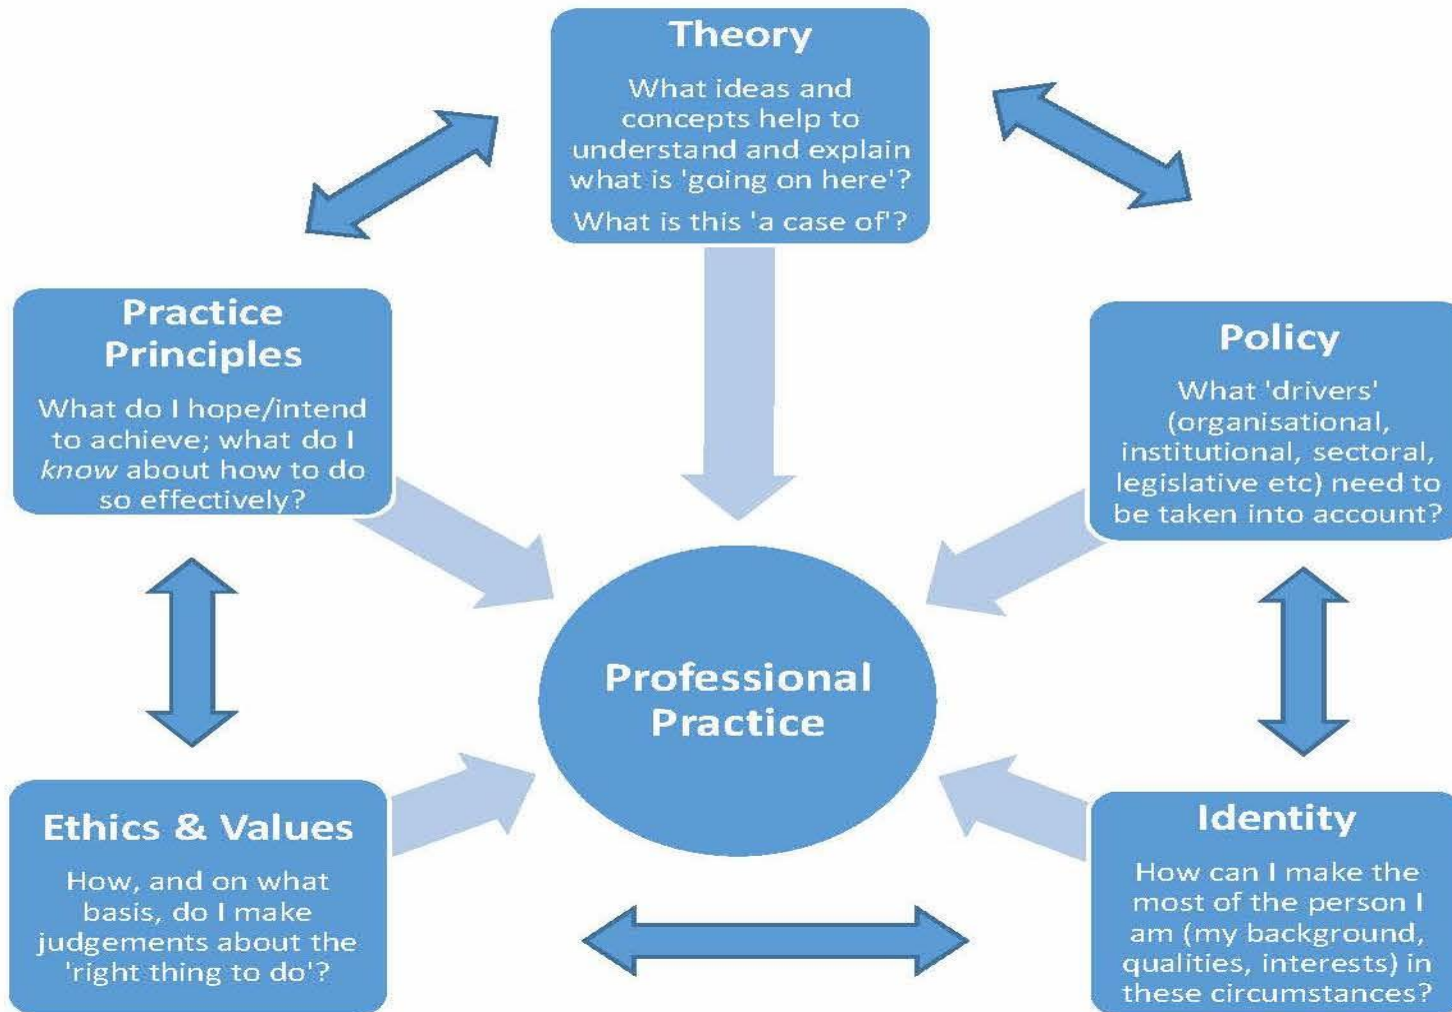 Theory
What ideas and
concepts help to
understand and explain
what is 'going on here'?
What is this 'a case of'?
Practice
Principles
What do I hope/intend
to achieve; what do I
know about how to do
so effectively?
Policy
What 'drivers'
(organisational,
institutional, sectoral,
legislative etc) need to
be taken into account?
Professional
Practice
Ethics & Values
How, and on what
basis, do I make
judgements about the
'right thing to do'?
Identity
How can I make the
most of the person I
am (my background,
qualities, interests) in
these circumstances?